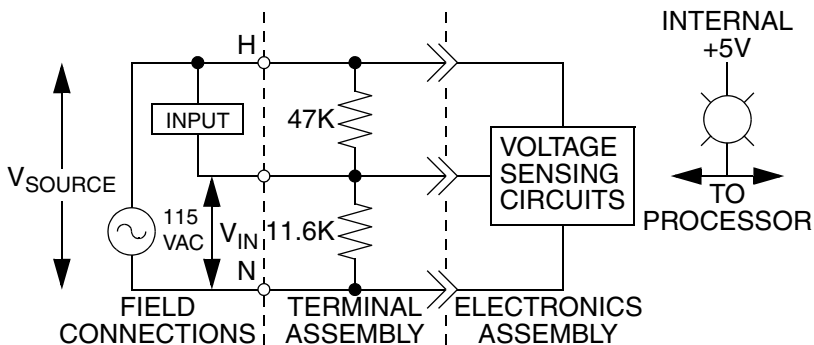 INTERNAL
+5V
H
INPUT
47K
VOLTAGE
SENSING
CIRCUITS
VSOURCE
TO
PROCESSOR
115
VAC
VIN
11.6K
N
FIELD
CONNECTIONS
TERMINAL
ASSEMBLY
ELECTRONICS
ASSEMBLY